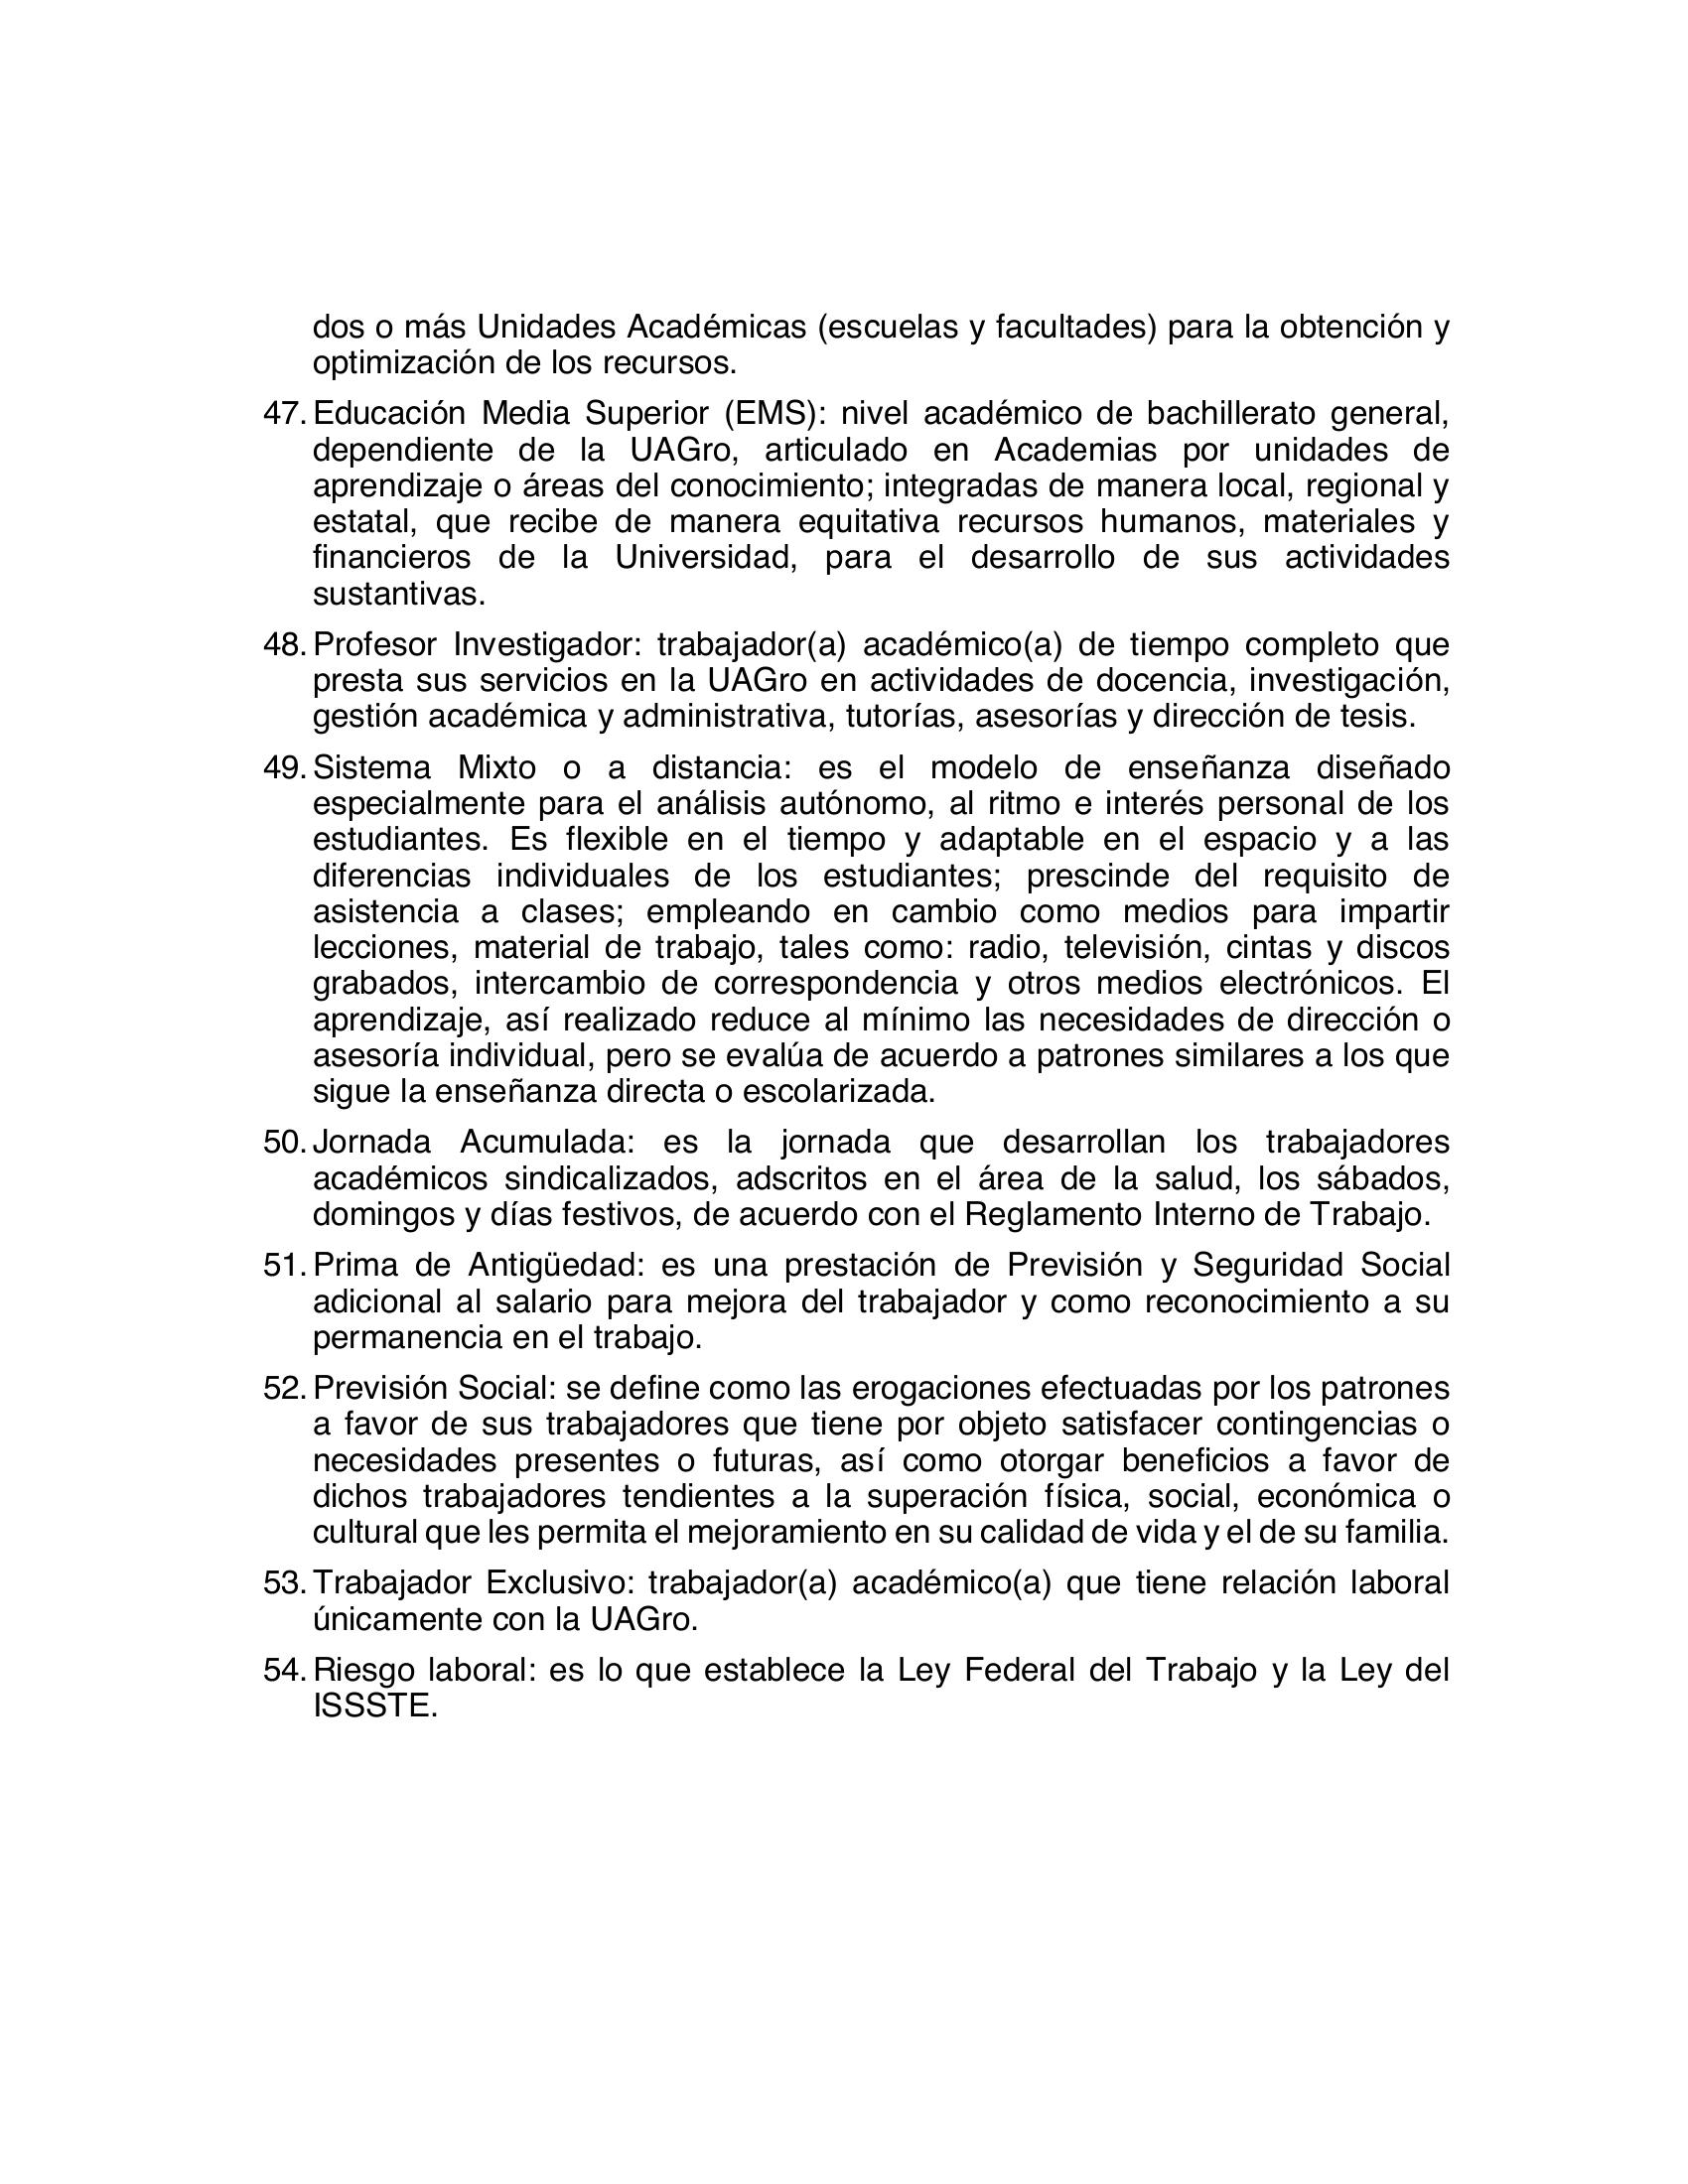 dos o más Unidades Académicas (escuelas y facultades) para la obtención y
optimización de los recursos.
47. Educación Media Superior (EMS): nivel académico de bachillerato general,
dependiente de la UAGro, articulado en Academias por unidades de
aprendizaje o áreas del conocimiento; integradas de manera local, regional y
estatal, que recibe de manera equitativa recursos humanos, materiales y
financieros de la Universidad, para el desarrollo de sus actividades
sustantivas.
48. Profesor Investigador: trabajador(a) académico(a) de tiempo completo que
presta sus servicios en la UAGro en actividades de docencia, investigación,
gestión académica y administrativa, tutorías, asesorías y dirección de tesis.
49. Sistema Mixto o a distancia: es el modelo de enseñanza diseñado
especialmente para el análisis autónomo, al ritmo e interés personal de los
estudiantes. Es flexible en el tiempo y adaptable en el espacio y a las
diferencias individuales de los estudiantes; prescinde del requisito de
asistencia a clases; empleando en cambio como medios para impartir
lecciones, material de trabajo, tales como: radio, televisión, cintas y discos
grabados, intercambio de correspondencia y otros medios electrónicos. El
aprendizaje, así realizado reduce al mínimo las necesidades de dirección o
asesoría individual, pero se evalúa de acuerdo a patrones similares a los que
sigue la enseñanza directa o escolarizada.
50. Jornada Acumulada: es la jornada que desarrollan los trabajadores
académicos sindicalizados, adscritos en el área de la salud, los sábados,
domingos y días festivos, de acuerdo con el Reglamento Interno de Trabajo.
51. Prima de Antigüedad: es una prestación de Previsión y Seguridad Social
adicional al salario para mejora del trabajador y como reconocimiento a su
permanencia en el trabajo.
52. Previsión Social: se define como las erogaciones efectuadas por los patrones
a favor de sus trabajadores que tiene por objeto satisfacer contingencias o
necesidades presentes o futuras, así como otorgar beneficios a favor de
dichos trabajadores tendientes a la superación física, social, económica o
cultural que les permita el mejoramiento en su calidad de vida y el de su familia.
53. Trabajador Exclusivo: trabajador(a) académico(a) que tiene relación laboral
únicamente con la UAGro.
54. Riesgo laboral: es lo que establece la Ley Federal del Trabajo y la Ley del
ISSSTE.